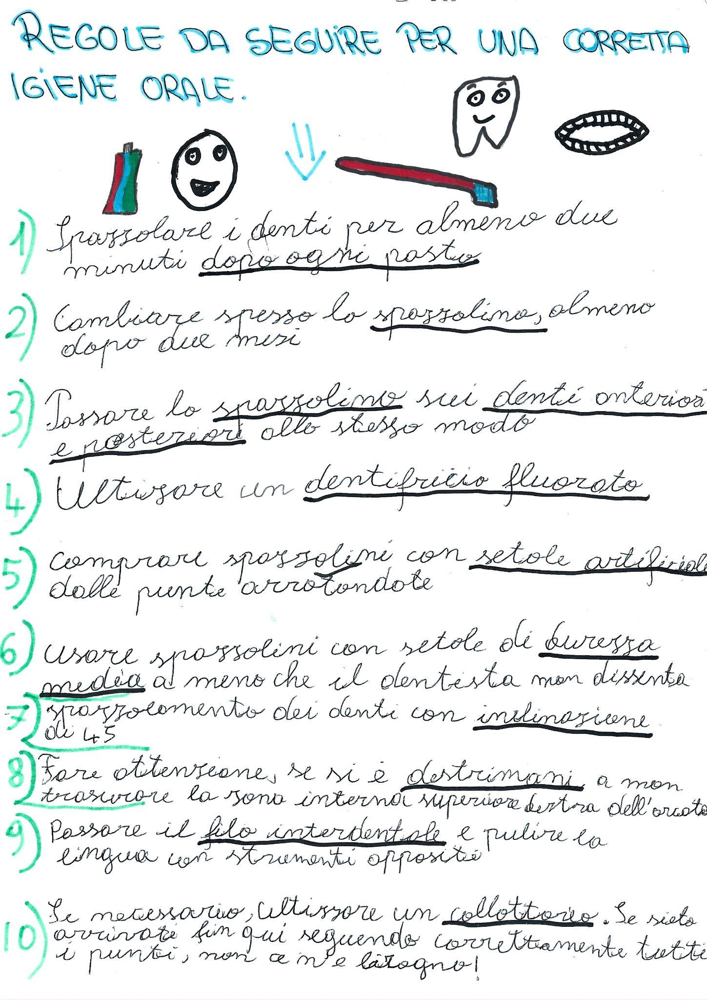 REGOLE DA SEGUIRE PER UNA CORRETTA
IGIENE ORALE.
1) Spazzolare i denti per almeno due
minuti dopo ogni pasto
2) Cambiare spesso lo spazzolino, almeno
dopo due mesi
3) Passare lo spazzolino sui denti anteriori
e posteriori allo stesso modo
4) Ultizare un dentifricio fluorato
5) Comprare spazzolini con setole artificiale
dalle punte arrotondate
6) Usare spazzolini con setole di durezza
media a meno che il dentista non dissenta
7) spazzolamento dei denti con inclinazione
di 45
8) Fare attenzione, se si è destrimani, a non
trascurare la zona interna superiore destra dell'arcata
9) Passare il filo interdentale e pulire la
lingua con strumenti appositi
10) Se necessario, ultizzare un collottorio. Se siete
arrivati fin qui seguendo correttamente tutti
i punti, non ce n'e bisogno!